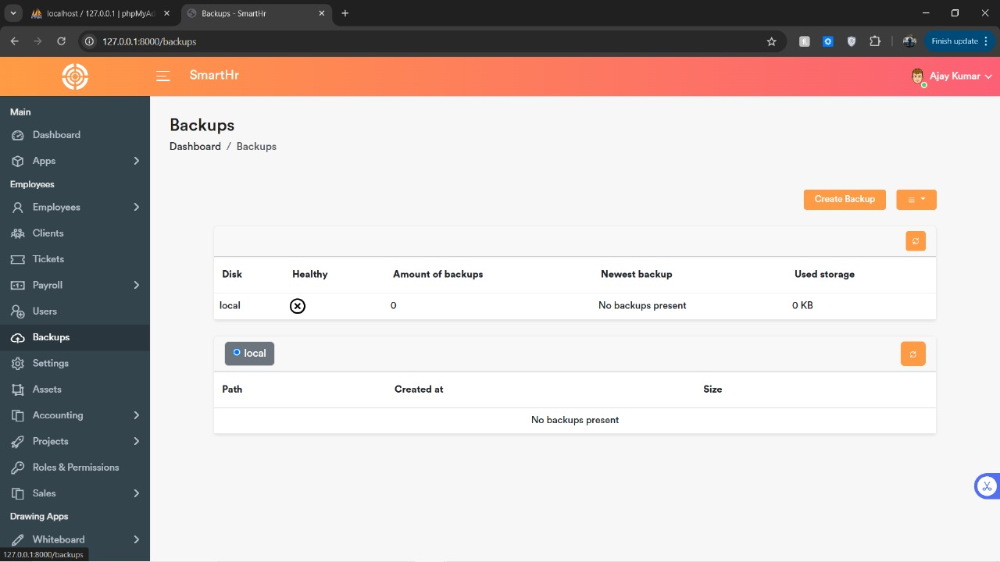 localhost / 127.0.0.1 | phpMyAd
Backups - SmartHr
127.0.0.1:8000/backups
Finish update
SmartHr
Ajay Kumar
Main
Dashboard
Apps
Employees
Employees
Clients
Tickets
Payroll
Users
Backups
Settings
Assets
Accounting
Projects
Roles & Permissions
Sales
Drawing Apps
Whiteboard
127.0.0.1:8000/backups
Backups
Dashboard / Backups
Create Backup
Disk Healthy Amount of backups Newest backup Used storage
local 0 No backups present 0 KB
local
Path Created at Size
No backups present